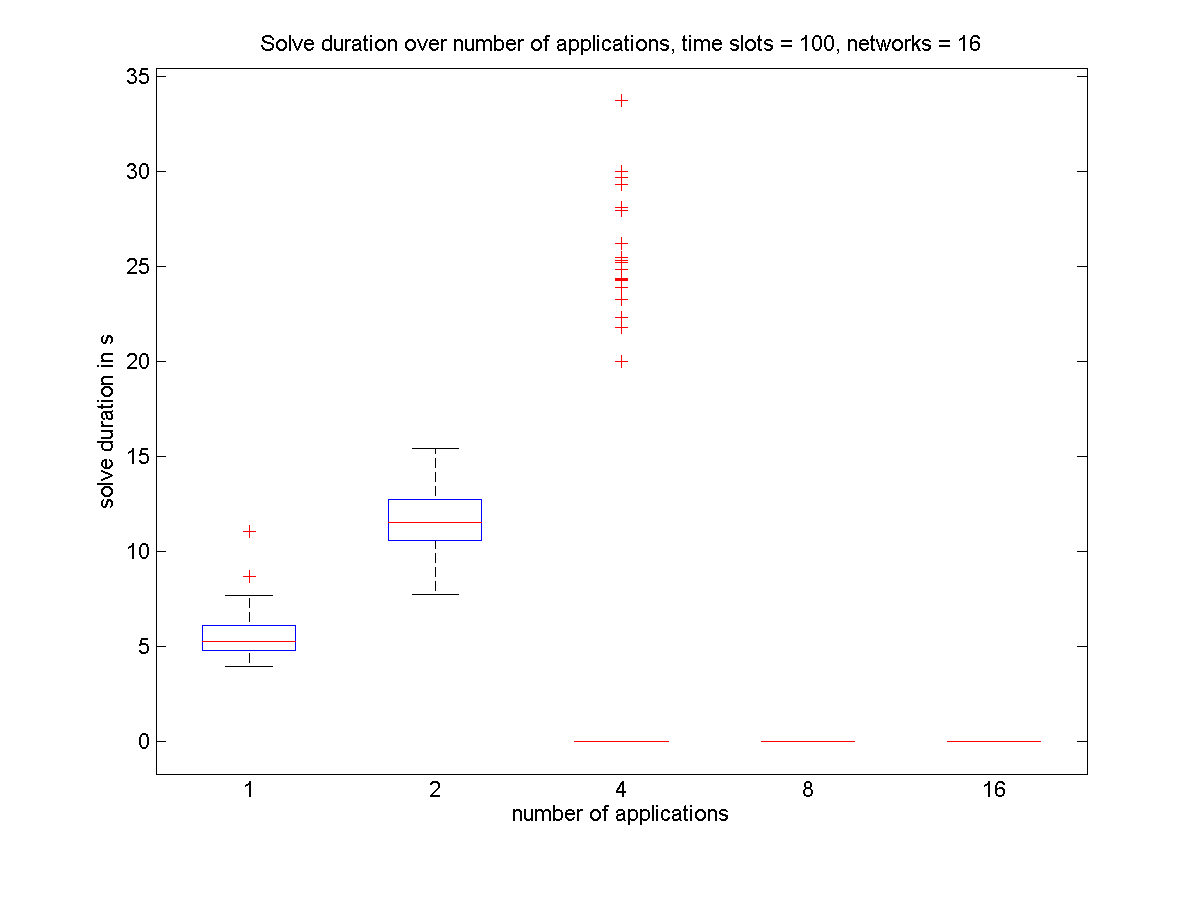 Solve duration over number of applications, time slots = 100, networks = 16
35
30
25
20
15
10
5
0
solve duration in s
1 2 4 8 16
number of applications